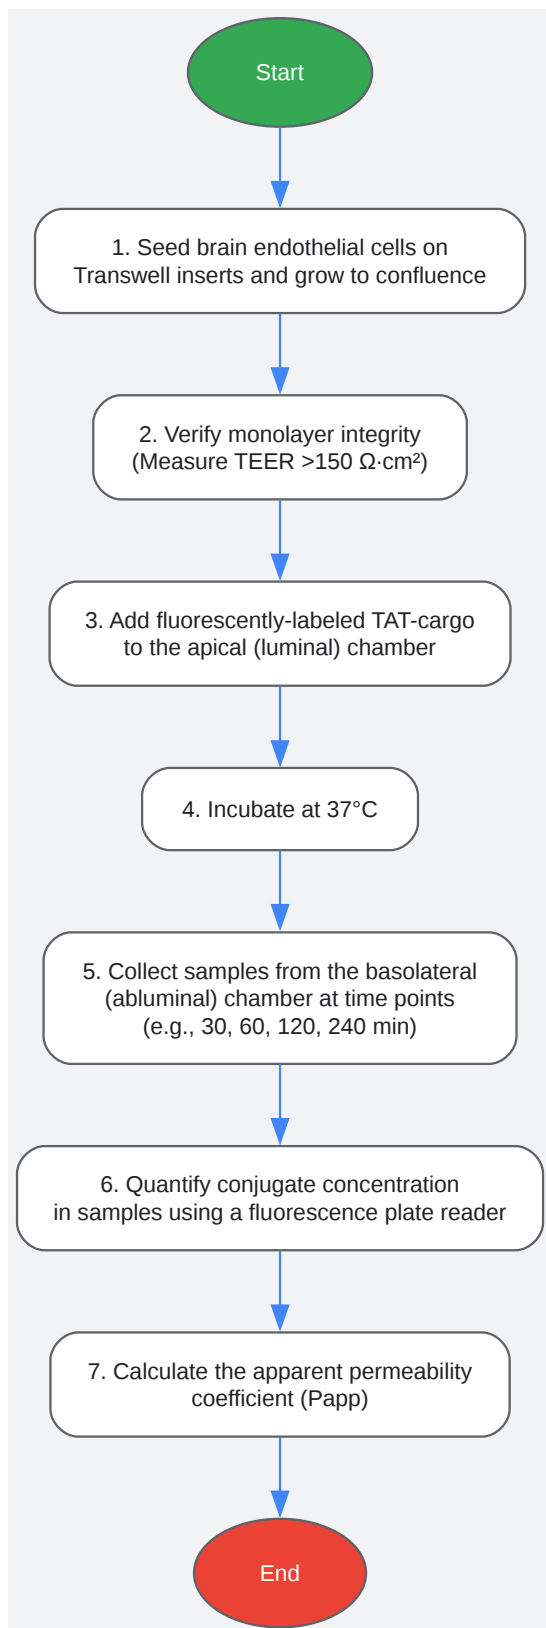 Start
1. Seed brain endothelial cells on
Transwell inserts and grow to confluence
2. Verify monolayer integrity
(Measure TEER >150 Ω·cm²)
3. Add fluorescently-labeled TAT-cargo
to the apical (luminal) chamber
4. Incubate at 37°C
5. Collect samples from the basolateral
(abluminal) chamber at time points
(e.g., 30, 60, 120, 240 min)
6. Quantify conjugate concentration
in samples using a fluorescence plate reader
7. Calculate the apparent permeability
coefficient (Papp)
End